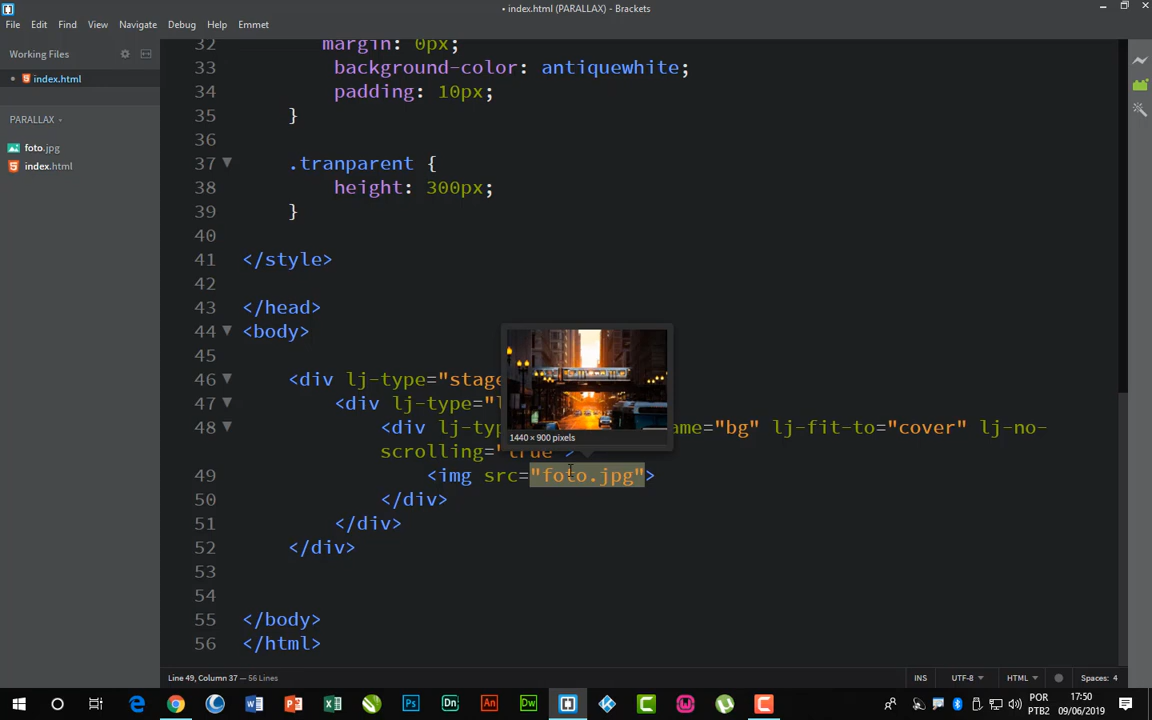 • index.html (PARALLAX) - Brackets
File Edit Find View Navigate Debug Help Emmet
Working Files
• index.html
PARALLAX
foto.jpg
index.html
32 margin: 0px;
33 background-color: antiquewhite;
34 padding: 10px;
35 }
36
37 .tranparent {
38 height: 300px;
39 }
40
41 </style>
42
43 </head>
44 <body>
45
46 <div lj-type="stage
47 <div lj-type="l
48 <div lj-typ ame="bg" lj-fit-to="cover" lj-no-
scrolling="true">
49 <img src="foto.jpg">
50 </div>
51 </div>
52 </div>
53
54
55 </body>
56 </html>
1440 × 900 pixels
Line 49, Column 37 — 56 Lines
INS UTF-8 HTML Spaces: 4
POR
PTB2
17:50
09/06/2019